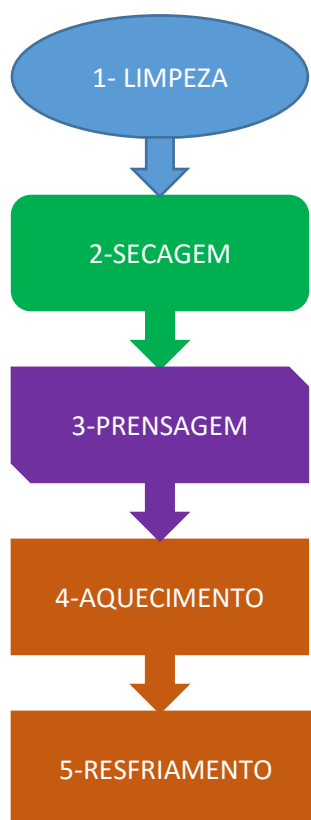 1- LIMPEZA
2-SECAGEM
3-PRENSAGEM
4-AQUECIMENTO
5-RESFRIAMENTO